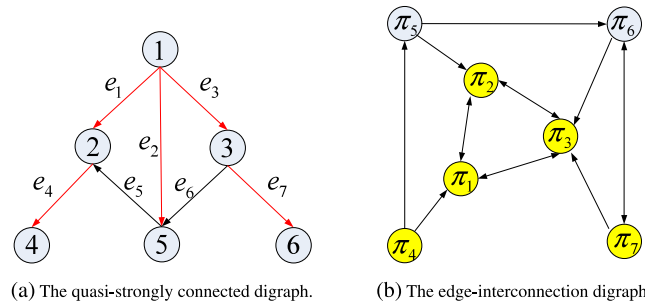 1
e₁
e₃
2
e₂
3
e₄
e₅
e₆
e₇
4
5
6
(a) The quasi-strongly connected digraph.
π₅
π₆
π₂
π₃
π₁
π₄
π₇
(b) The edge-interconnection digraph